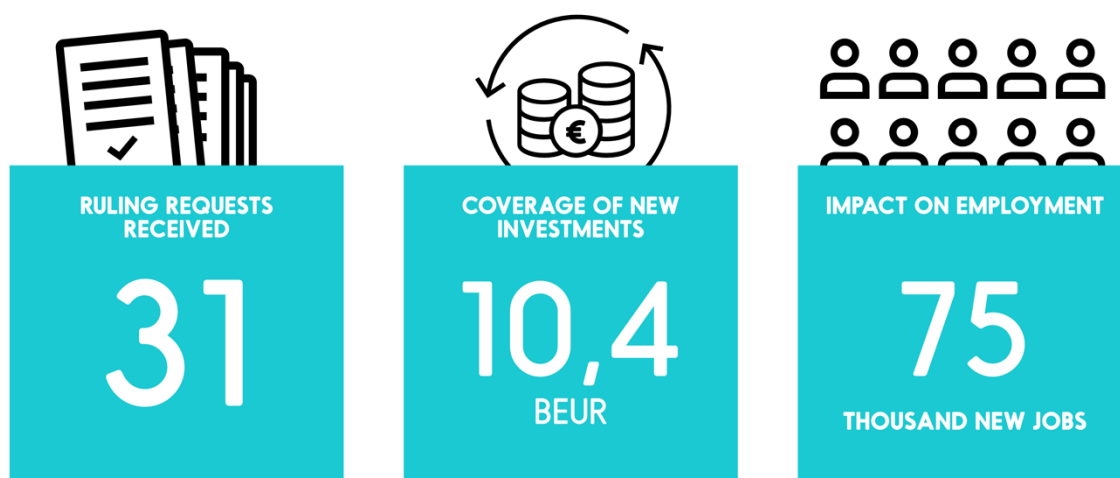 RULING REQUESTS
RECEIVED
31
COVERAGE OF NEW
INVESTMENTS
€
10,4
BEUR
IMPACT ON EMPLOYMENT
75
THOUSAND NEW JOBS